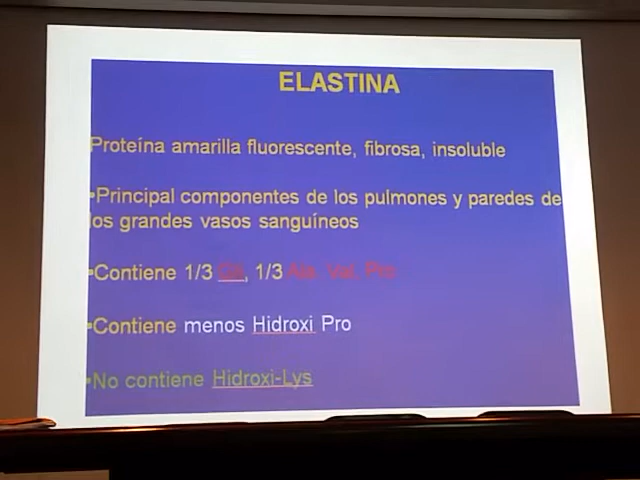 ELASTINA
Proteína amarilla fluorescente, fibrosa, insoluble
•Principal componentes de los pulmones y paredes de
los grandes vasos sanguíneos
•Contiene 1/3 Gli, 1/3 Ala, Val, Pro
•Contiene menos Hidroxi Pro
•No contiene Hidroxi-Lys